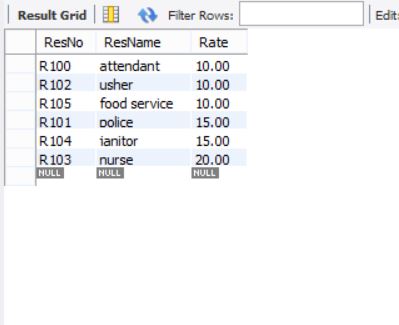 Result Grid Filter Rows: Edit:
ResNo ResName Rate
R100 attendant 10.00
R102 usher 10.00
R105 food service 10.00
R101 police 15.00
R104 janitor 15.00
R103 nurse 20.00
NULL NULL NULL